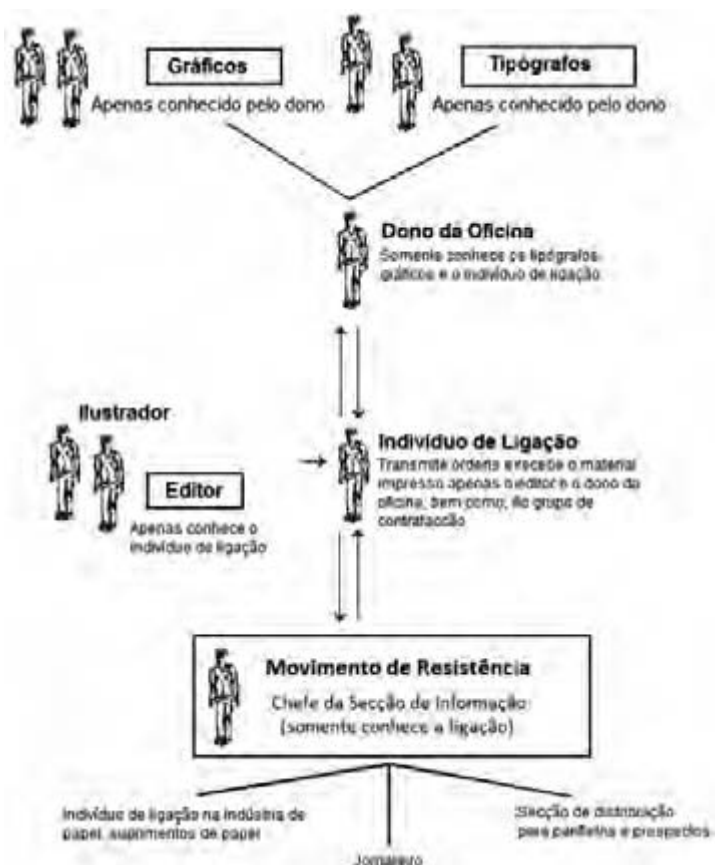 Gráficos
Apenas conhecido pelo dono
Tipógrafos
Apenas conhecido pelo dono
Dono da Oficina
Somente conhece os tipógrafos
gráficos e o indivíduo de ligação
Ilustrador
Editor
Apenas conhece o
indivíduo de ligação
Indivíduo de Ligação
Transmite ordens e recebe o material
impresso apenas o editor e o dono da
oficina, bem como, do grupo de
Movimento de Resistência
Chefe da Secção de Informação
(somente conhece a ligação)
Indivíduo de ligação na indústria de
papel, suprimentos de papel
Jornaleiro
Secção de distribuição
para panfletos e prospectos